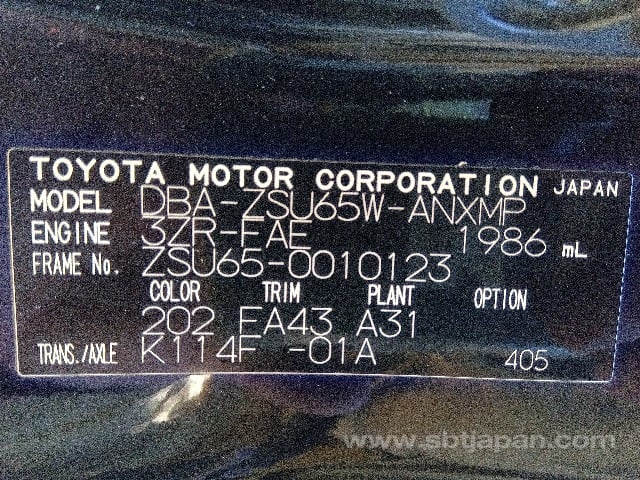 TOYOTA MOTOR CORPORATION JAPAN
MODEL DBA-ZSU65W-ANXMP
ENGINE 3ZR-FAE 1986 mL
FRAME No. ZSU65-0010123
COLOR TRIM PLANT OPTION
202 FA43 A31
TRANS./AXLE K114F -01A 405
www.sbtjapan.com